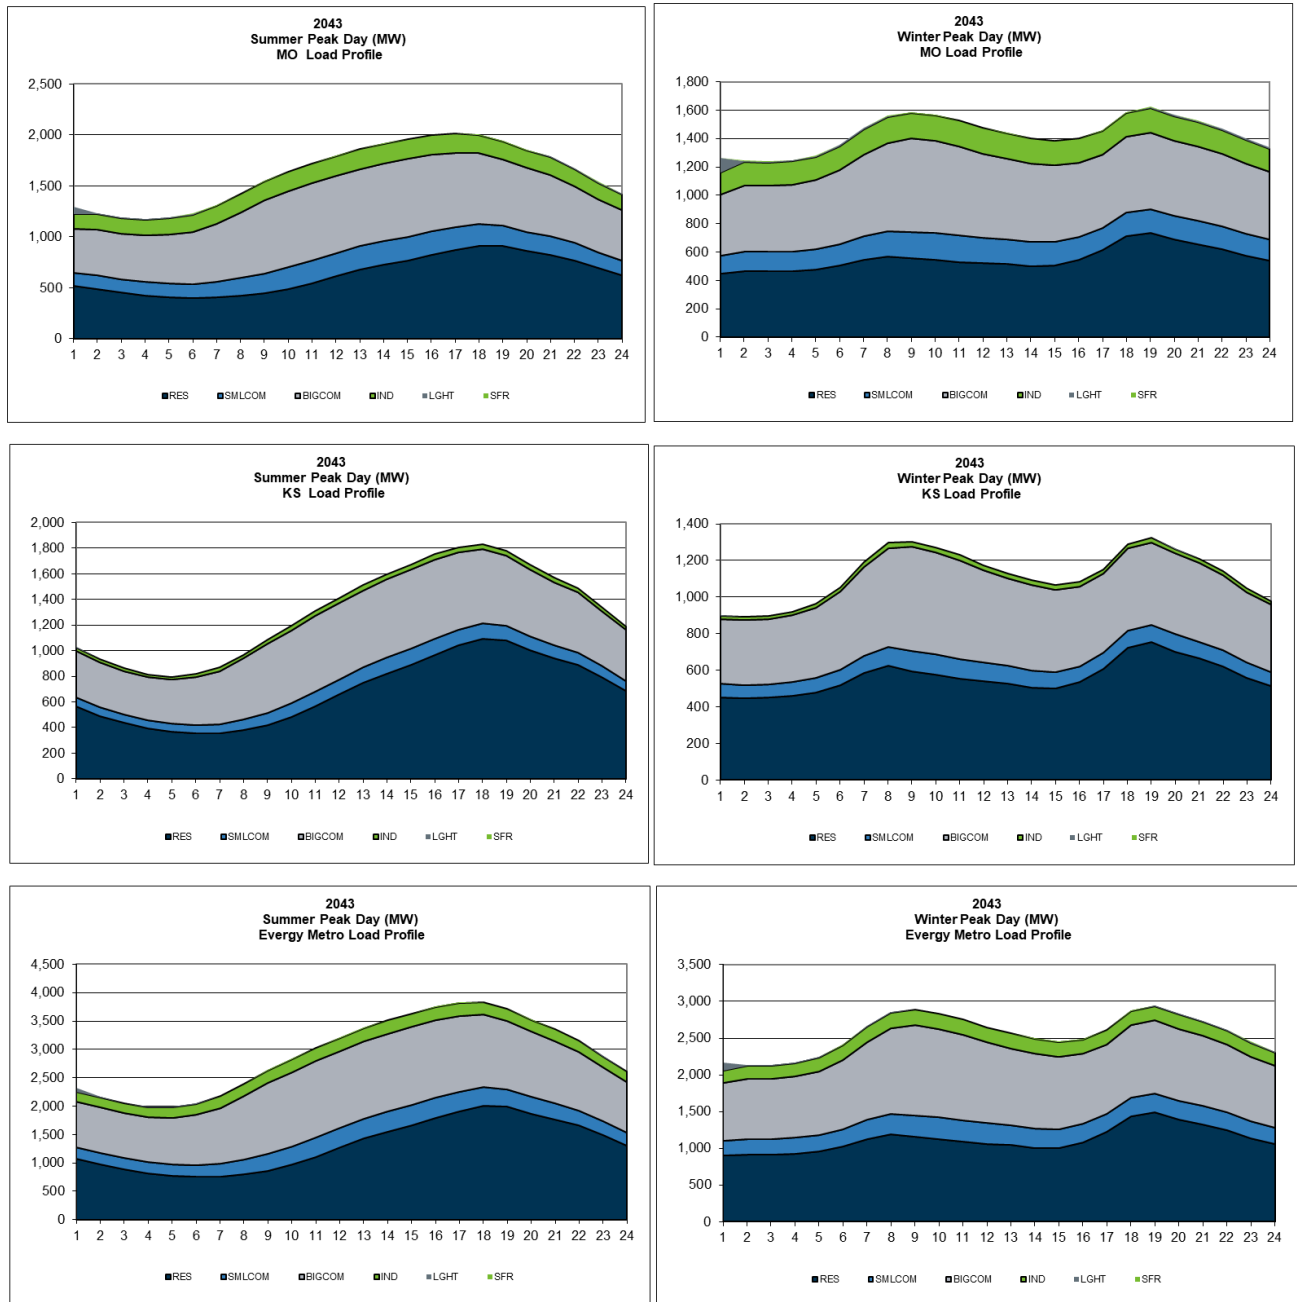 2043
Summer Peak Day (MW)
MO Load Profile
2,500
2,000
1,500
1,000
500
0
1 2 3 4 5 6 7 8 9 10 11 12 13 14 15 16 17 18 19 20 21 22 23 24
RES SMLCOM BIGCOM IND LGHT SFR
2043
Winter Peak Day (MW)
MO Load Profile
1,800
1,600
1,400
1,200
1,000
800
600
400
200
0
1 2 3 4 5 6 7 8 9 10 11 12 13 14 15 16 17 18 19 20 21 22 23 24
RES SMLCOM BIGCOM IND LGHT SFR
2043
Summer Peak Day (MW)
KS Load Profile
2,000
1,800
1,600
1,400
1,200
1,000
800
600
400
200
0
1 2 3 4 5 6 7 8 9 10 11 12 13 14 15 16 17 18 19 20 21 22 23 24
RES SMLCOM BIGCOM IND LGHT SFR
2043
Winter Peak Day (MW)
KS Load Profile
1,400
1,200
1,000
800
600
400
200
0
1 2 3 4 5 6 7 8 9 10 11 12 13 14 15 16 17 18 19 20 21 22 23 24
RES SMLCOM BIGCOM IND LGHT SFR
2043
Summer Peak Day (MW)
Evergy Metro Load Profile
4,500
4,000
3,500
3,000
2,500
2,000
1,500
1,000
500
0
1 2 3 4 5 6 7 8 9 10 11 12 13 14 15 16 17 18 19 20 21 22 23 24
RES SMLCOM BIGCOM IND LGHT SFR
2043
Winter Peak Day (MW)
Evergy Metro Load Profile
3,500
3,000
2,500
2,000
1,500
1,000
500
0
1 2 3 4 5 6 7 8 9 10 11 12 13 14 15 16 17 18 19 20 21 22 23 24
RES SMLCOM BIGCOM IND LGHT SFR